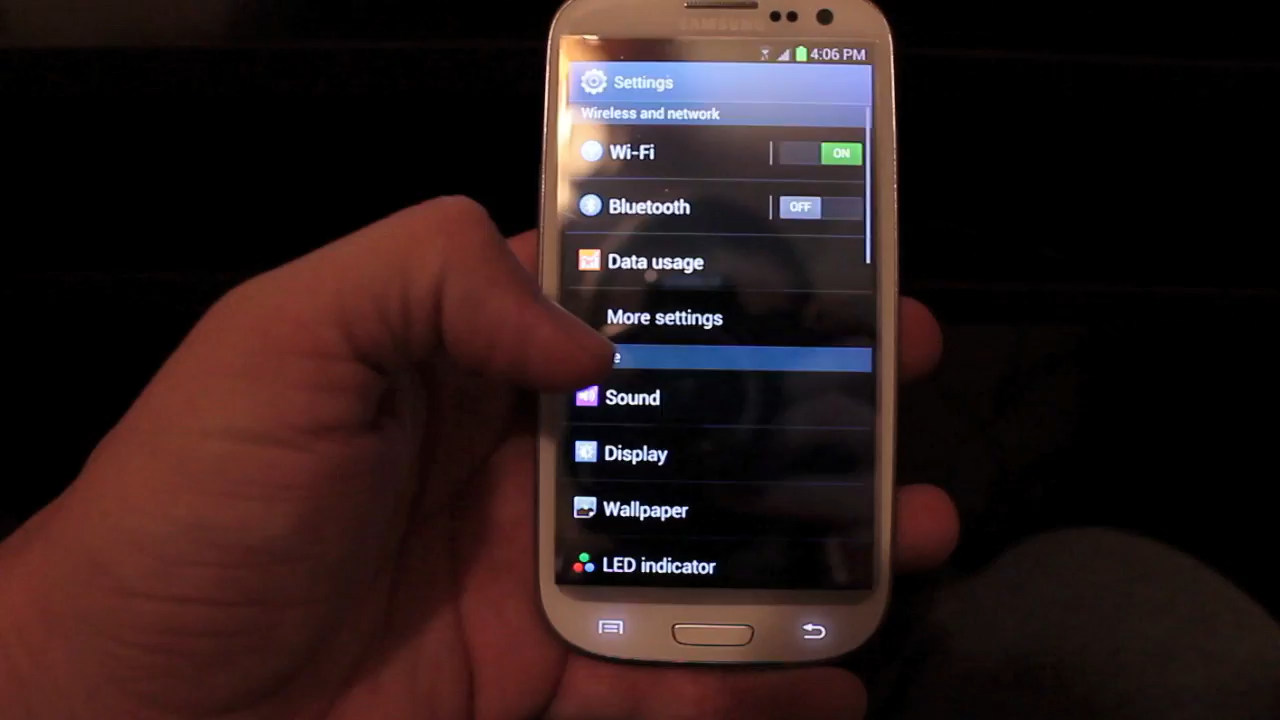 SAMSUNG
4:06 PM
Settings
Wireless and network
Wi-Fi
ON
Bluetooth
OFF
Data usage
More settings
e
Sound
Display
Wallpaper
LED indicator